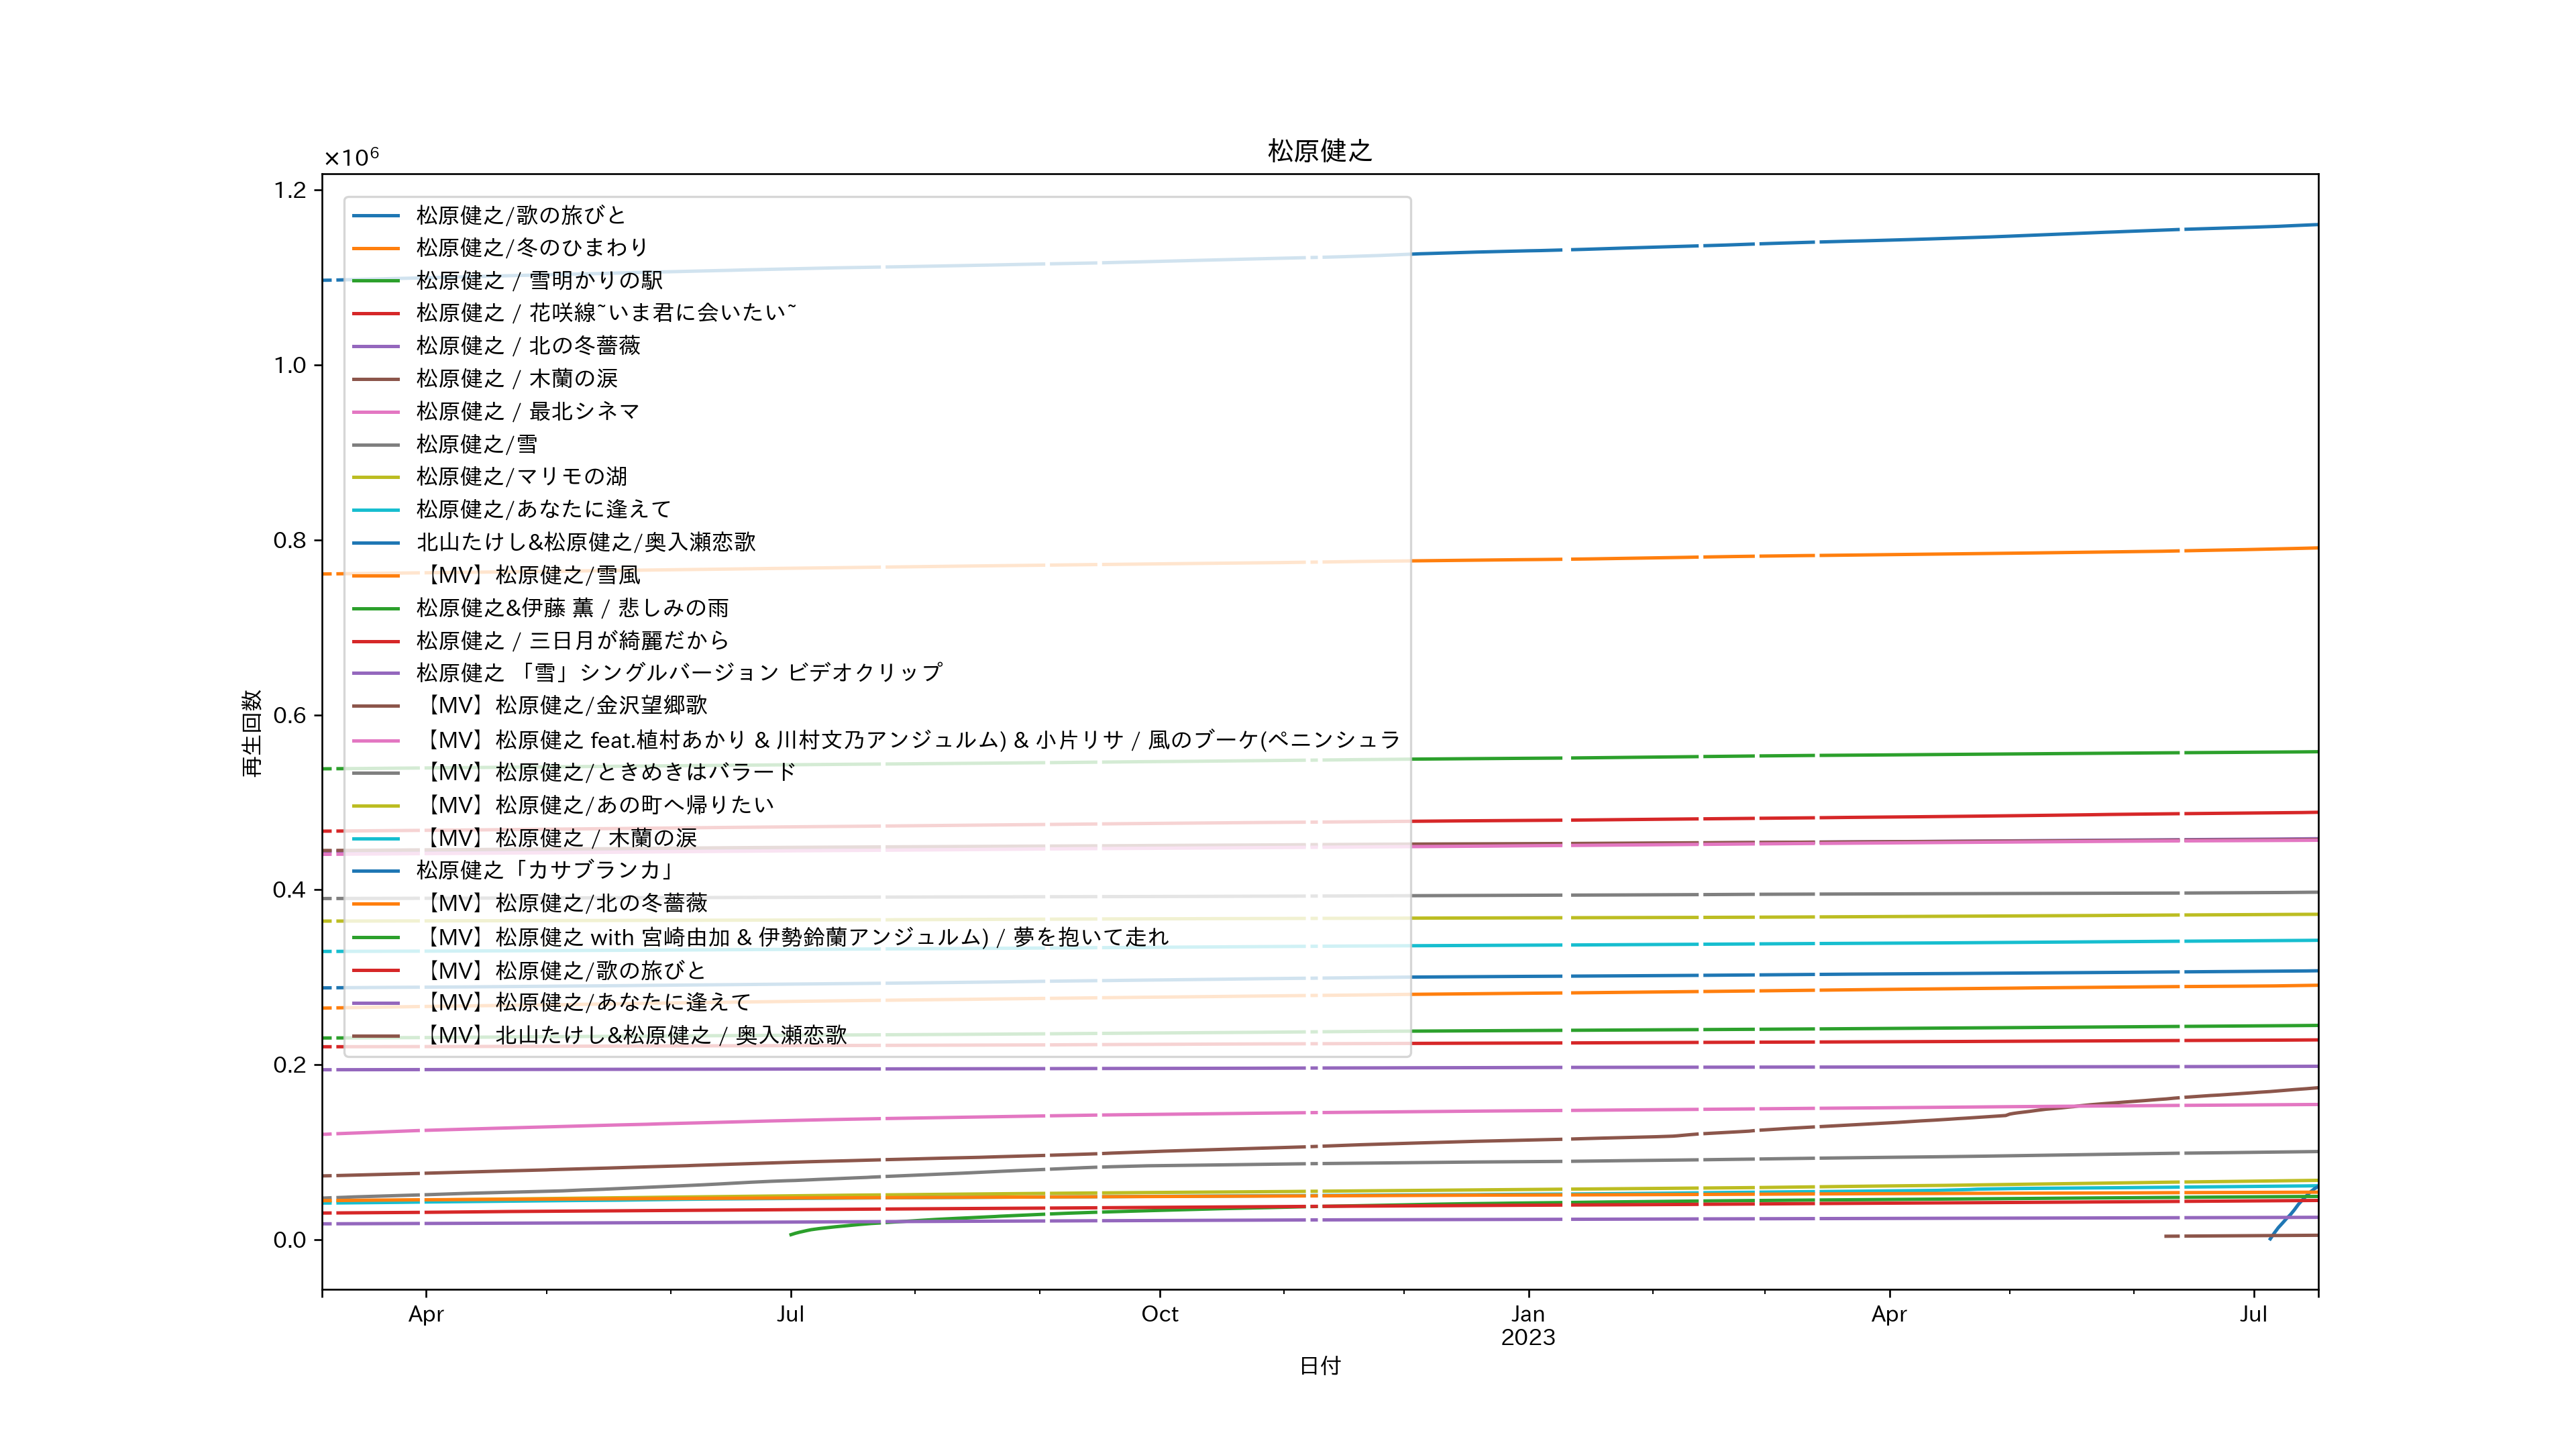 松原健之
×10⁶
1.2
1.0
0.8
0.6
0.4
0.2
0.0
再生回数
松原健之/歌の旅びと
松原健之/冬のひまわり
松原健之 / 雪明かりの駅
松原健之 / 花咲線~いま君に会いたい~
松原健之 / 北の冬薔薇
松原健之 / 木蘭の涙
松原健之 / 最北シネマ
松原健之/雪
松原健之/マリモの湖
松原健之/あなたに逢えて
北山たけし&松原健之/奥入瀬恋歌
【MV】松原健之/雪風
松原健之&伊藤 薫 / 悲しみの雨
松原健之 / 三日月が綺麗だから
松原健之 「雪」シングルバージョン ビデオクリップ
【MV】松原健之/金沢望郷歌
【MV】松原健之 feat.植村あかり & 川村文乃アンジュルム) & 小片リサ / 風のブーケ(ペニンシュラ
【MV】松原健之/ときめきはバラード
【MV】松原健之/あの町へ帰りたい
【MV】松原健之 / 木蘭の涙
松原健之「カサブランカ」
【MV】松原健之/北の冬薔薇
【MV】松原健之 with 宮崎由加 & 伊勢鈴蘭アンジュルム) / 夢を抱いて走れ
【MV】松原健之/歌の旅びと
【MV】松原健之/あなたに逢えて
【MV】北山たけし&松原健之 / 奥入瀬恋歌
Apr
Jul
Oct
Jan
2023
Apr
Jul
日付